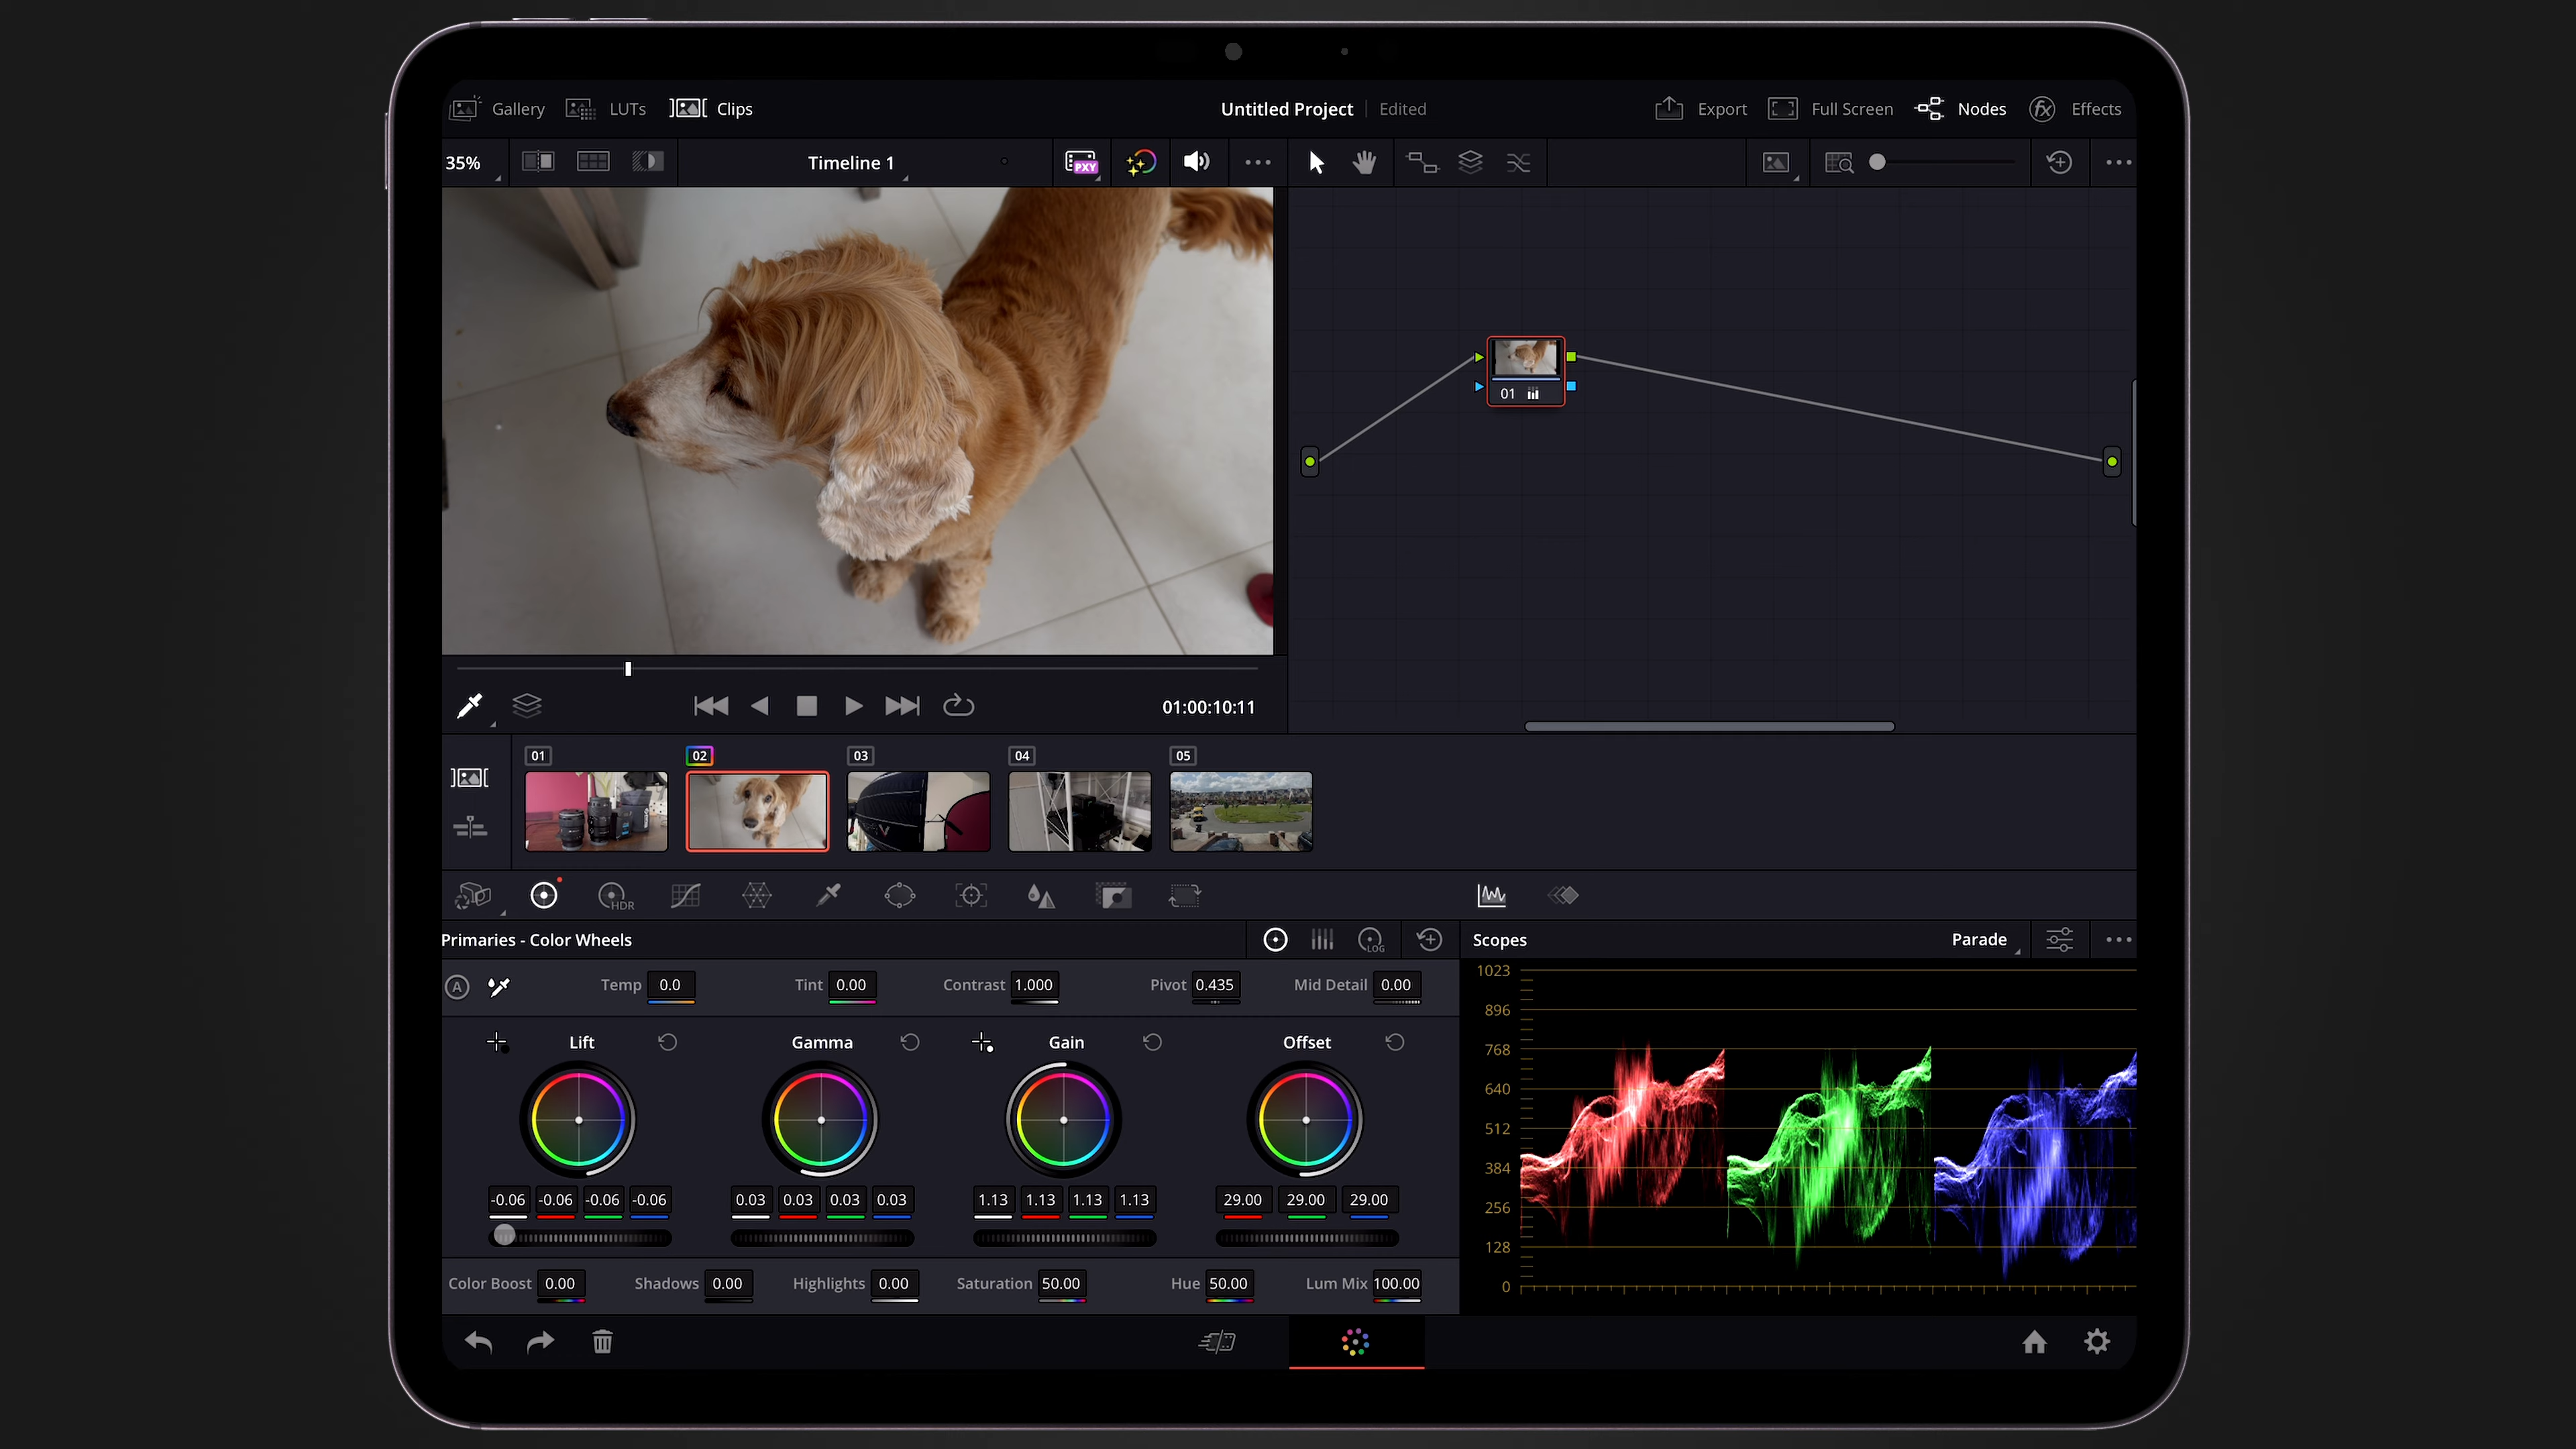 Gallery LUTs Clips Untitled Project Edited Export Full Screen Nodes Effects
35% Timeline 1 PXY
01
01:00:10:11
01 02 03 04 05
HDR
Primaries - Color Wheels LOG Scopes Parade
A Temp 0.0 Tint 0.00 Contrast 1.000 Pivot 0.435 Mid Detail 0.00
Lift Gamma Gain Offset
-0.06 -0.06 -0.06 -0.06 0.03 0.03 0.03 0.03 1.13 1.13 1.13 1.13 29.00 29.00 29.00
Color Boost 0.00 Shadows 0.00 Highlights 0.00 Saturation 50.00 Hue 50.00 Lum Mix 100.00
1023
896
768
640
512
384
256
128
0